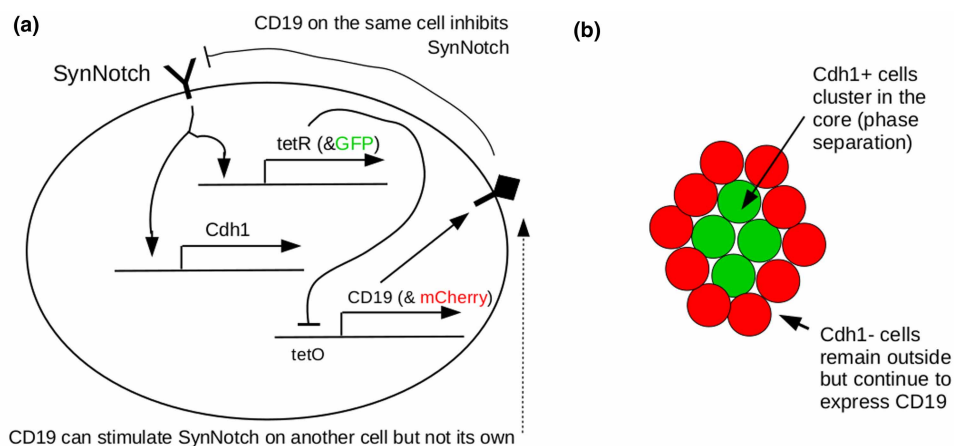 (a)
CD19 on the same cell inhibits
SynNotch
SynNotch
tetR (&GFP)
Cdh1
CD19 (& mCherry)
tetO
CD19 can stimulate SynNotch on another cell but not its own
(b)
Cdh1+ cells
cluster in the
core (phase
separation)
Cdh1- cells
remain outside
but continue to
express CD19